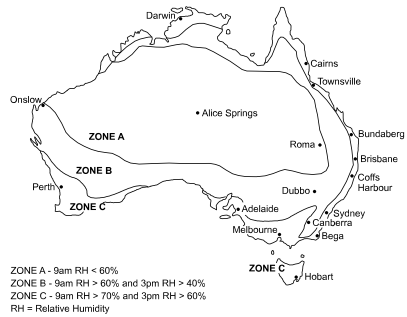 Darwin
Cairns
Townsville
Onslow
Alice Springs
ZONE A
Bundaberg
Roma
Brisbane
ZONE B
Coffs
Harbour
Perth
Dubbo
ZONE C
Adelaide
Sydney
Canberra
Melbourne
Bega
ZONE C
Hobart
ZONE A - 9am RH < 60%
ZONE B - 9am RH > 60% and 3pm RH > 40%
ZONE C - 9am RH > 70% and 3pm RH > 60%
RH = Relative Humidity